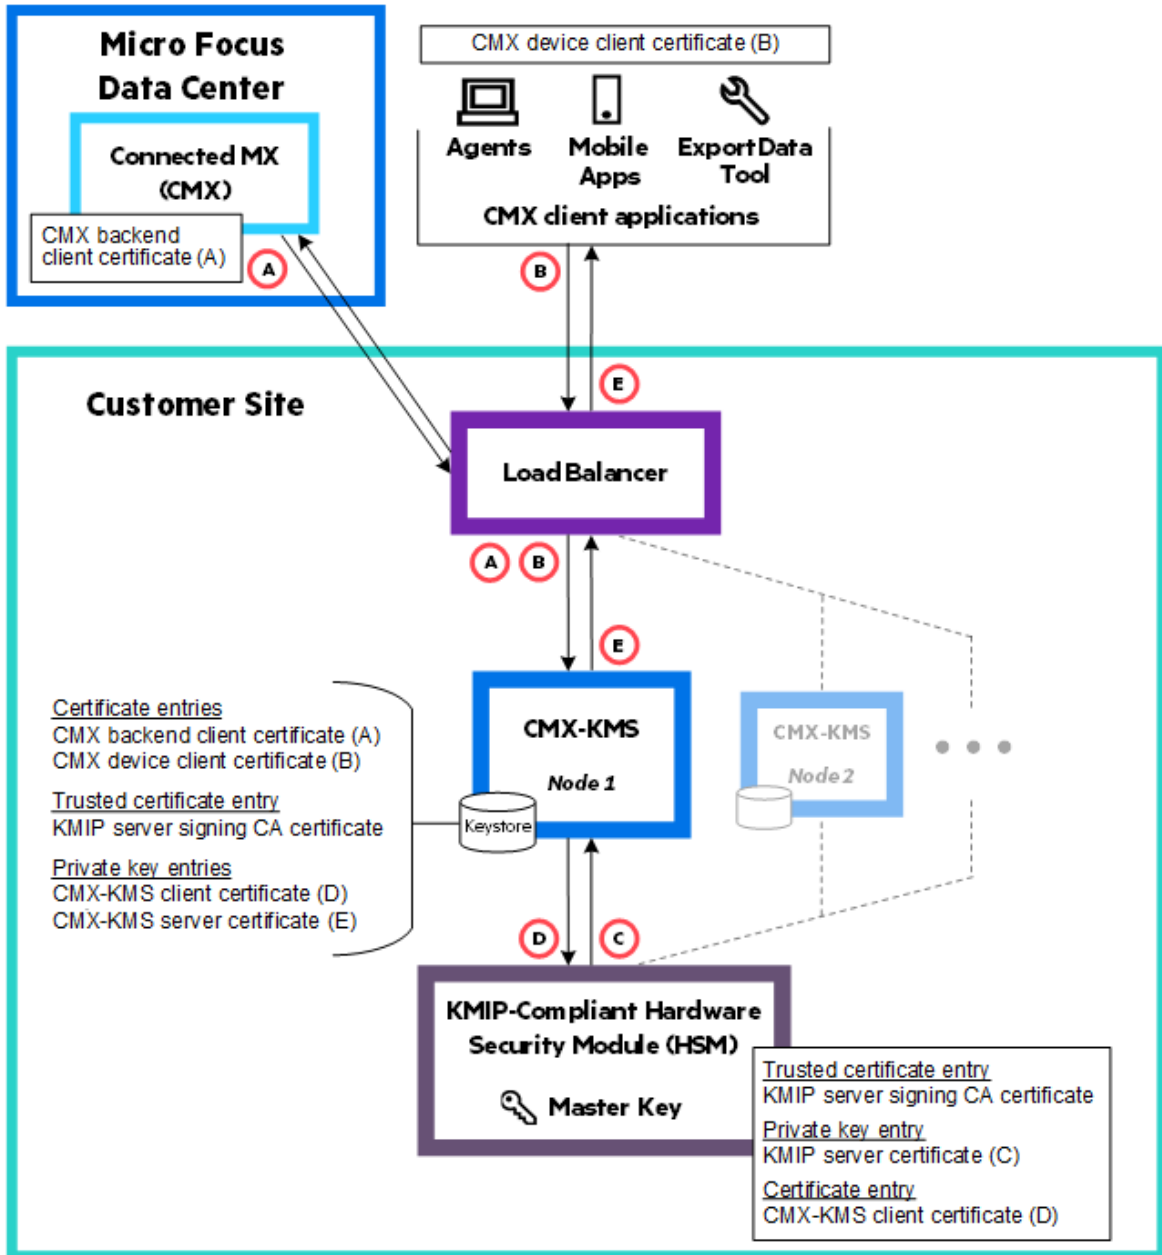 Micro Focus
Data Center
Connected MX
(CMX)
CMX backend
client certificate (A)
A
CMX device client certificate (B)
Agents
Mobile
Apps
Export Data
Tool
CMX client applications
B
E
Customer Site
Load Balancer
A
B
E
Certificate entries
CMX backend client certificate (A)
CMX device client certificate (B)
Trusted certificate entry
KMIP server signing CA certificate
Private key entries
CMX-KMS client certificate (D)
CMX-KMS server certificate (E)
CMX-KMS
Node 1
Keystore
CMX-KMS
Node 2
D
C
KMIP-Compliant Hardware
Security Module (HSM)
Master Key
Trusted certificate entry
KMIP server signing CA certificate
Private key entry
KMIP server certificate (C)
Certificate entry
CMX-KMS client certificate (D)